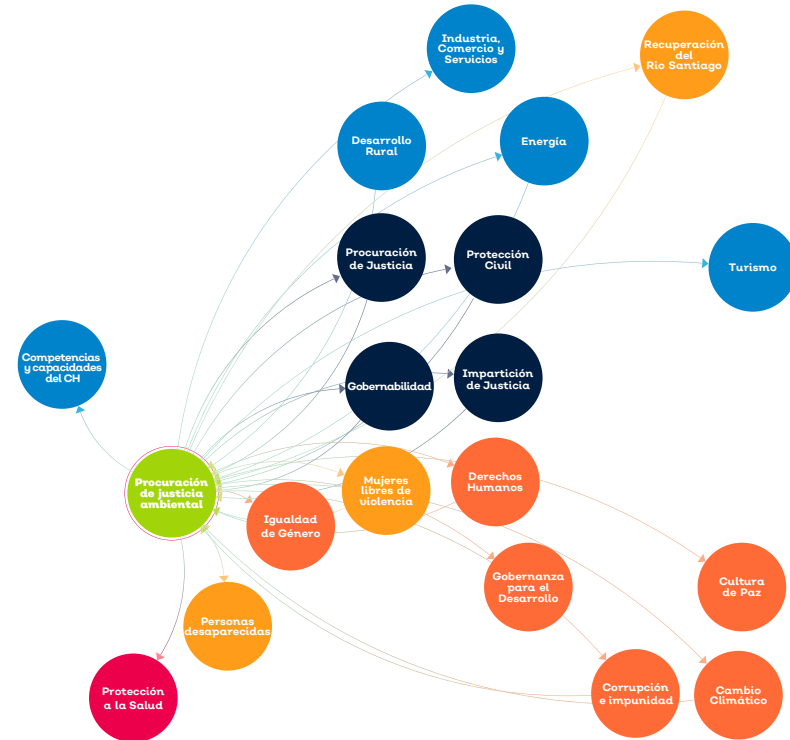 Industria,
Comercio y
Servicios
Recuperación
del
Rio Santiago
Desarrollo
Rural
Energía
Procuración
de Justicia
Protección
Civil
Turismo
Competencias
y capacidades
del CH
Gobernabilidad
Impartición
de Justicia
Procuración
de justicia
ambiental
Mujeres
libres de
violencia
Derechos
Humanos
Igualdad
de Género
Gobernanza
para el
Desarrollo
Cultura
de Paz
Personas
desaparecidas
Protección
a la Salud
Corrupción
e impunidad
Cambio
Climático